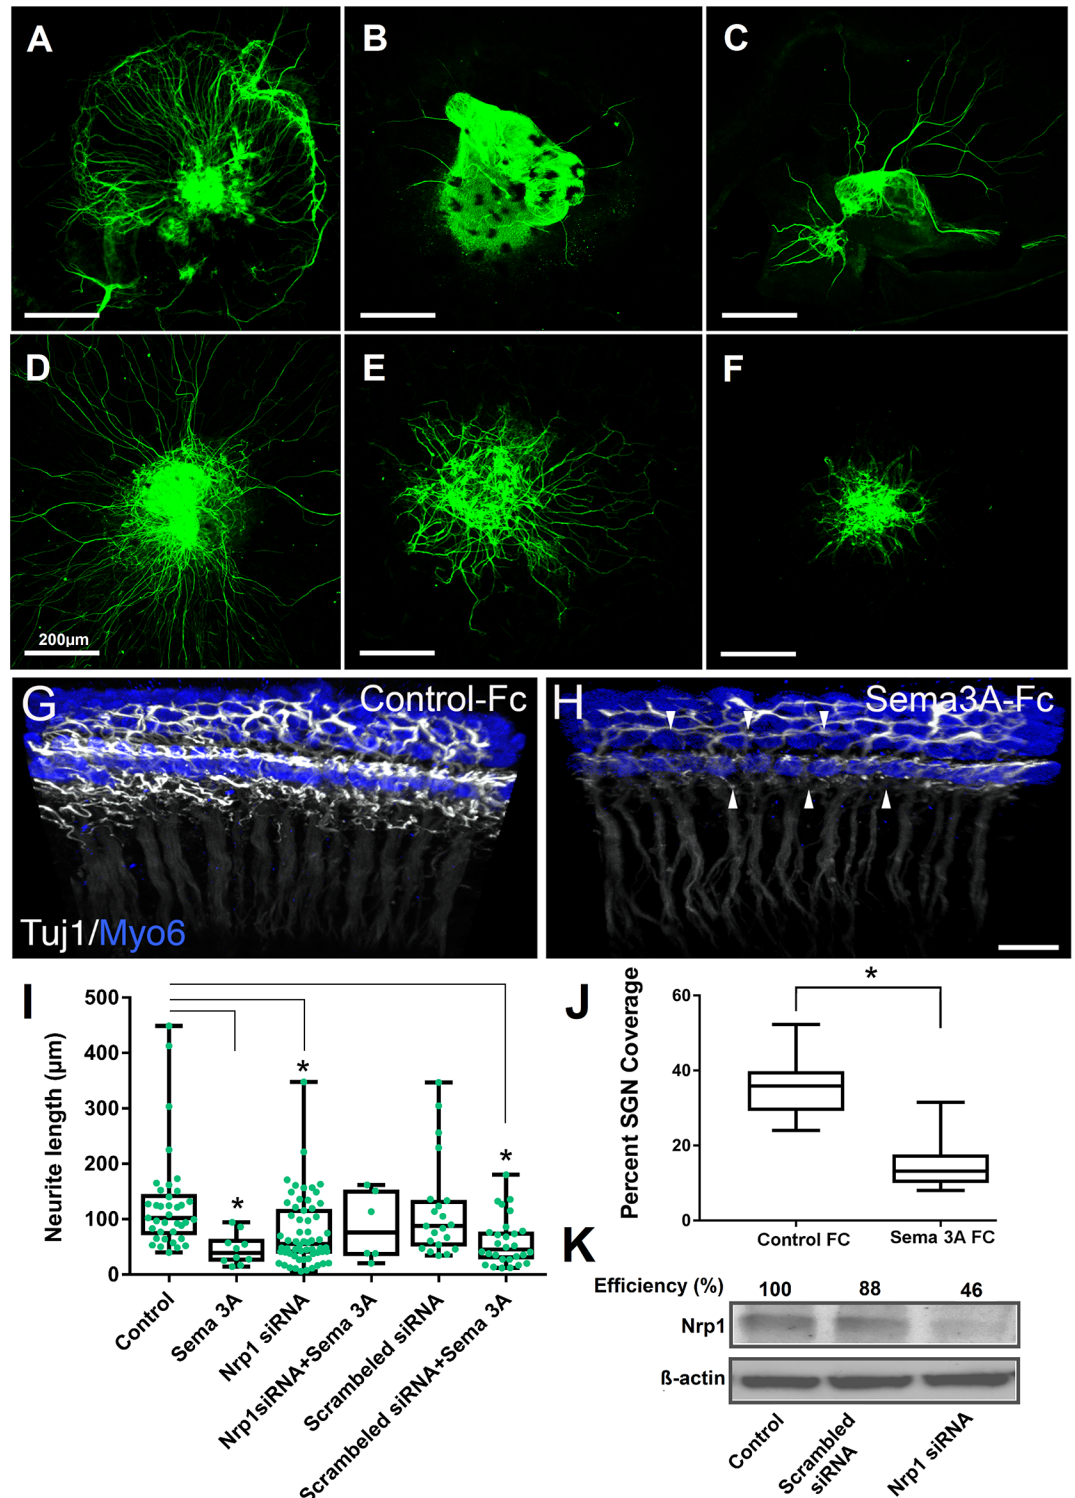 A
B
C
D
E
F
200µm
G
Control-Fc
Tuj1/Myo6
H
Sema3A-Fc
I
Neurite length (µm)
500
400
300
200
100
0
*
*
*
Control
Sema 3A
Nrp1 siRNA
Nrp1siRNA+Sema 3A
Scrambeled siRNA
Scrambeled siRNA+Sema 3A
J
Percent SGN Coverage
60
40
20
0
*
Control FC
Sema 3A FC
K
Efficiency (%) 100 88 46
Nrp1
ß-actin
Control
Scrambled
siRNA
Nrp1 siRNA